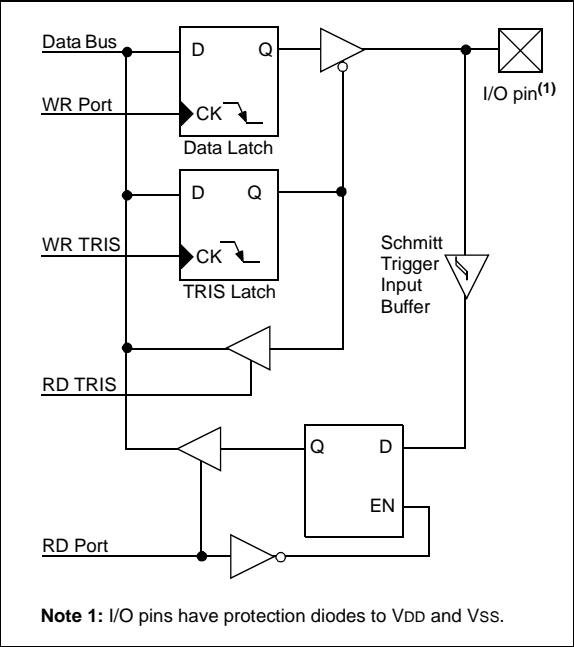 Data Bus
D Q
I/O pin(1)
WR Port
CK
Data Latch
D Q
WR TRIS
CK
TRIS Latch
Schmitt
Trigger
Input
Buffer
RD TRIS
Q D
EN
RD Port
Note 1: I/O pins have protection diodes to VDD and VSS.